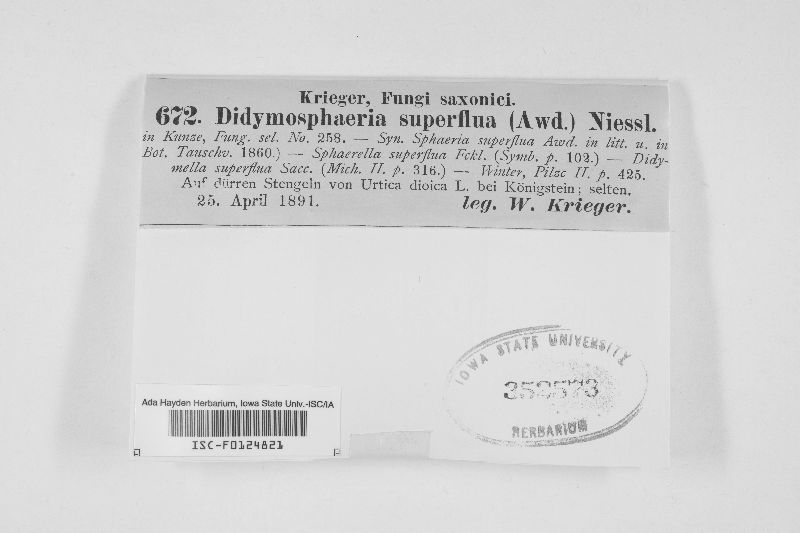 Krieger, Fungi saxonici.
672. Didymosphaeria superflua (Awd.) Niessl.
in Kunze, Fung. sel. No. 258. — Syn. Sphaeria superflua Awd. in litt. u. in
Bot. Tauschv. 1860.) — Sphaerella superflua Fckl. (Symb. p. 102.) — Didy-
mella superflua Sacc. (Mich. II. p. 316.) — Winter, Pilze II. p. 425.
Auf dürren Stengeln von Urtica dioica L. bei Königstein; selten.
25. April 1891. leg. W. Krieger.
IOWA STATE UNIVERSITY
352573
HERBARIUM
Ada Hayden Herbarium, Iowa State Univ.-ISC/IA
ISC-F0124821